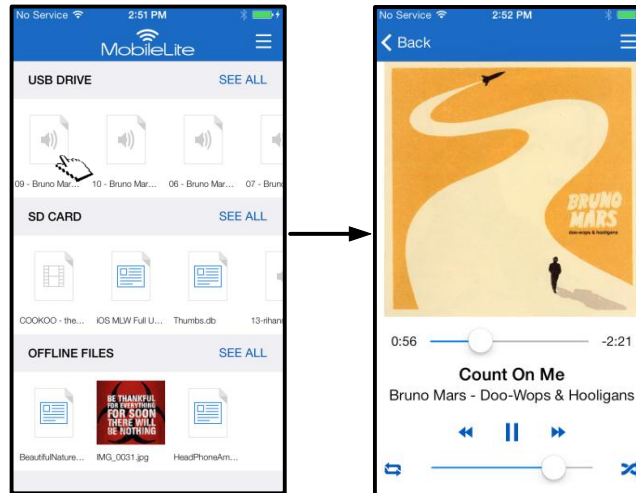 No Service 2:51 PM
MobileLite
USB DRIVE SEE ALL
09 - Bruno Mar... 10 - Bruno Mar... 06 - Bruno Mar... 07 - Brun
SD CARD SEE ALL
COOKOO - the... iOS MLW Full U... Thumbs.db 13-rihan
OFFLINE FILES SEE ALL
BE THANKFUL
FOR EVERYTHING
FOR SOON
THERE WILL
BE NOTHING
BeautifulNature... IMG_0031.jpg HeadPhoneAm...
No Service 2:52 PM
Back
BRUNO
MARS
doo-wops & hooligans
0:56 -2:21
Count On Me
Bruno Mars - Doo-Wops & Hooligans